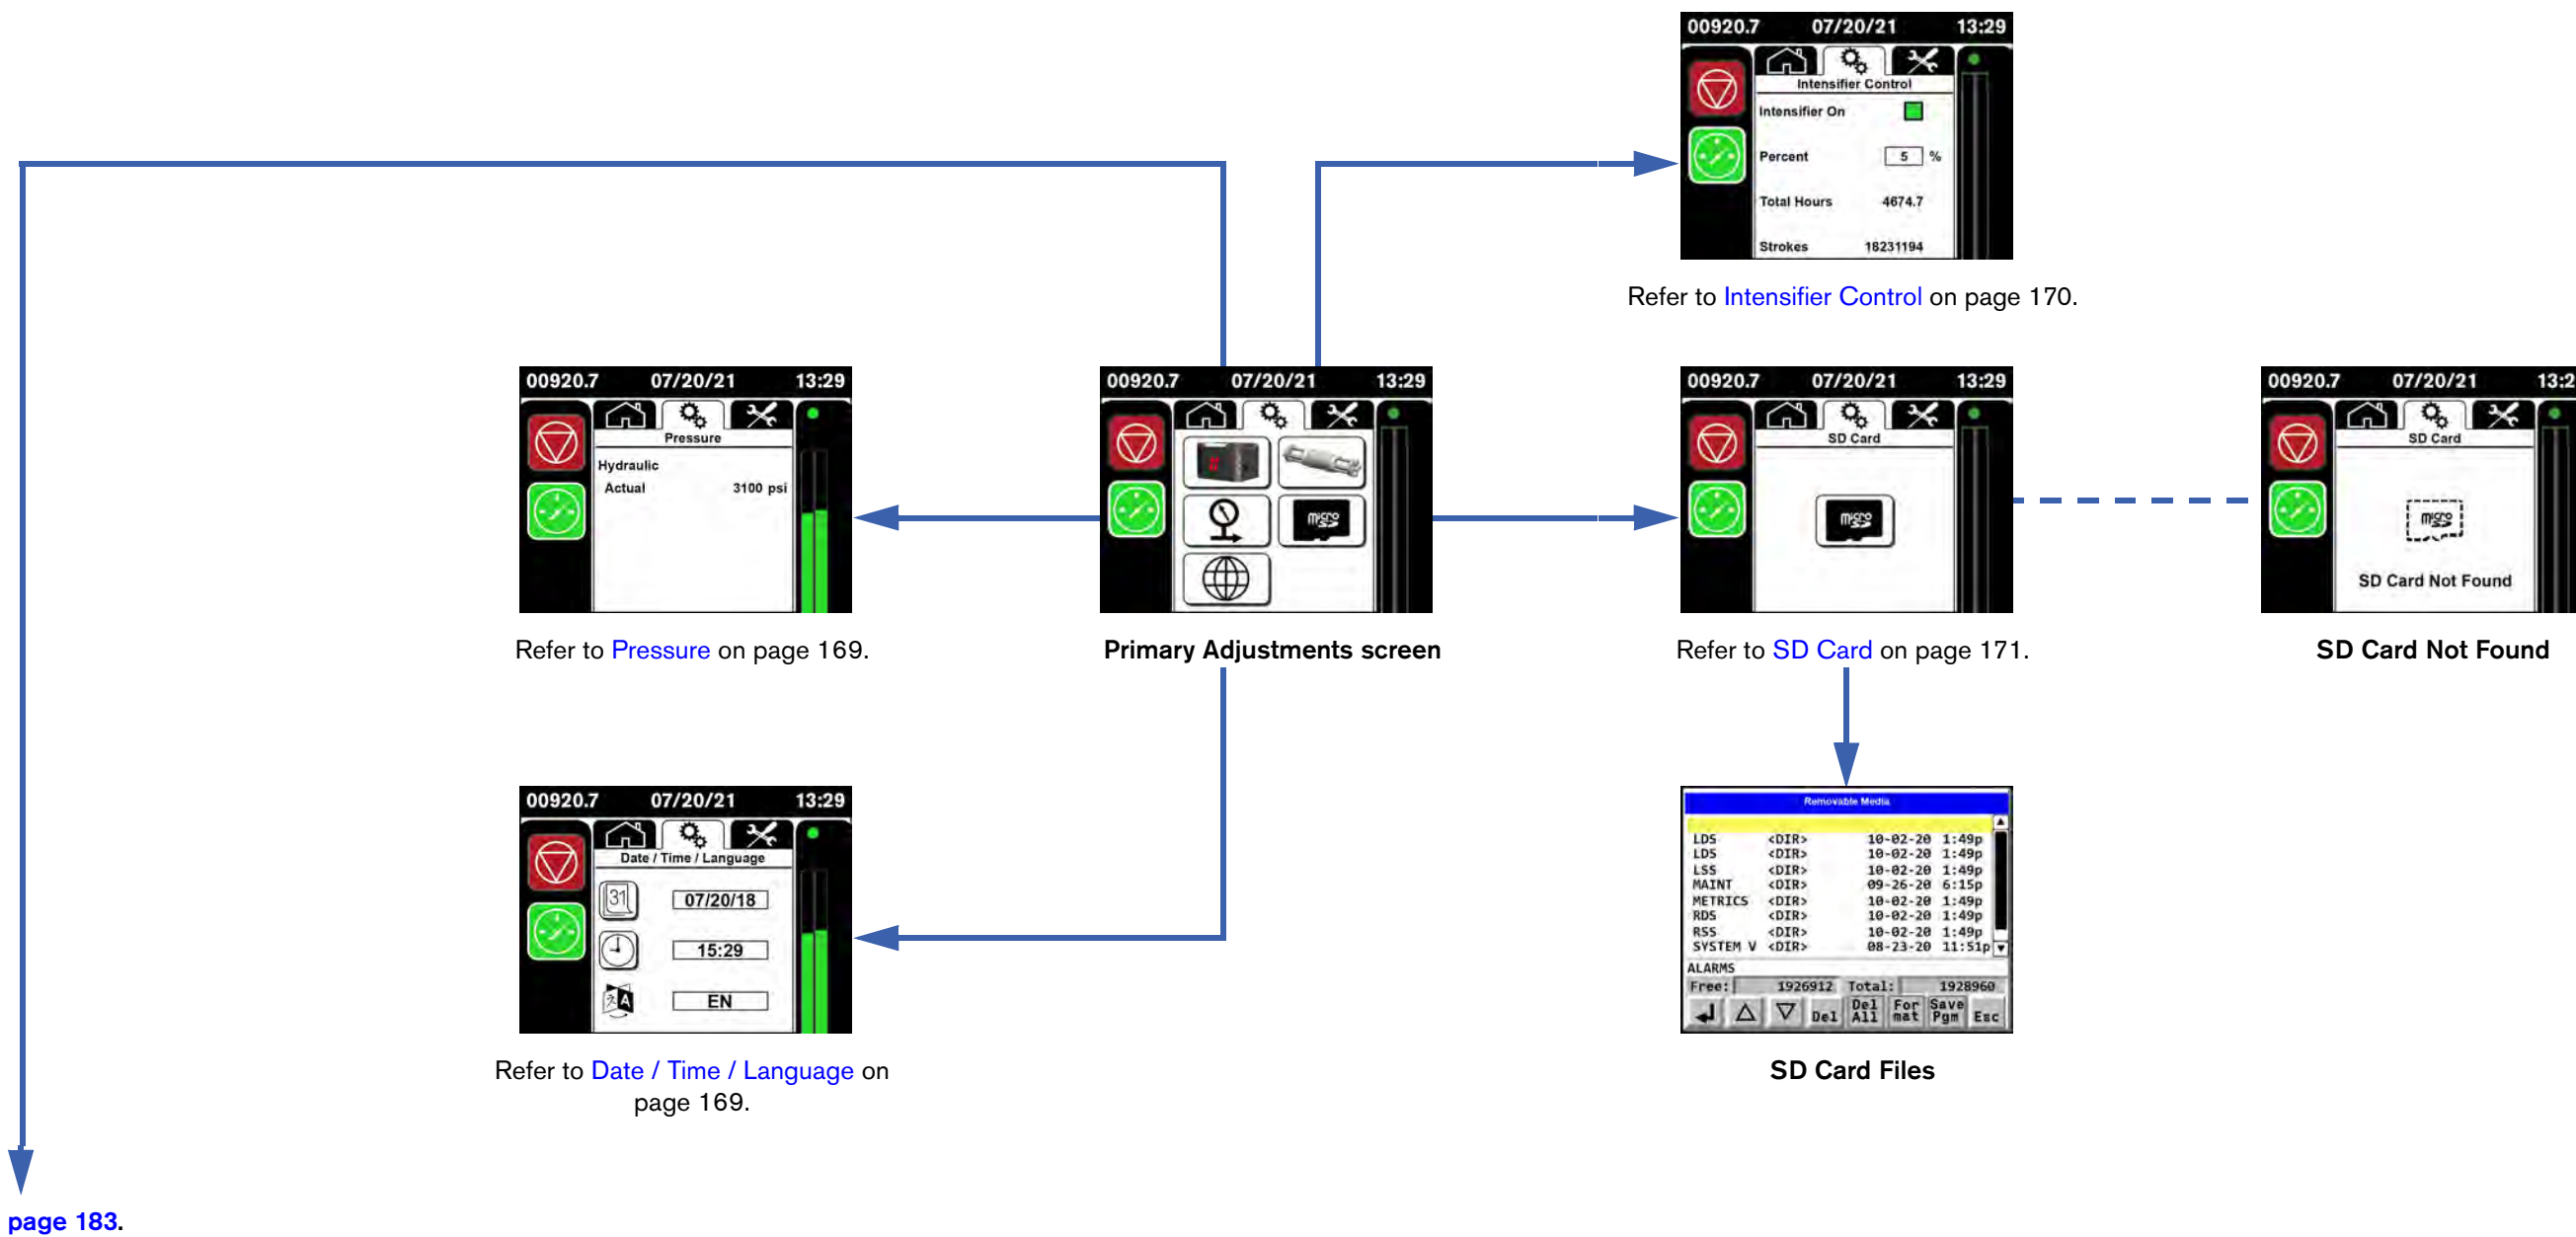 00920.7 07/20/21 13:29
Intensifier Control
Intensifier On
Percent 5 %
Total Hours 4674.7
Strokes 18231194
Refer to Intensifier Control on page 170.
00920.7 07/20/21 13:29
Pressure
Hydraulic
Actual 3100 psi
Refer to Pressure on page 169.
00920.7 07/20/21 13:29
micro
Primary Adjustments screen
00920.7 07/20/21 13:29
SD Card
micro
Refer to SD Card on page 171.
00920.7 07/20/21 13:2
SD Card
micro
SD Card Not Found
SD Card Not Found
00920.7 07/20/21 13:29
Date / Time / Language
31
07/20/18
15:29
A
EN
Refer to Date / Time / Language on
page 169.
Removable Media
LDS <DIR> 10-02-20 1:49p
LDS <DIR> 10-02-20 1:49p
LSS <DIR> 10-02-20 1:49p
MAINT <DIR> 09-26-20 6:15p
METRICS <DIR> 10-02-20 1:49p
RDS <DIR> 10-02-20 1:49p
RSS <DIR> 10-02-20 1:49p
SYSTEM V <DIR> 08-23-20 11:51p
ALARMS
Free: 1926912 Total: 1928960
Del Del All For mat Save Pgm Esc
SD Card Files
page 183.